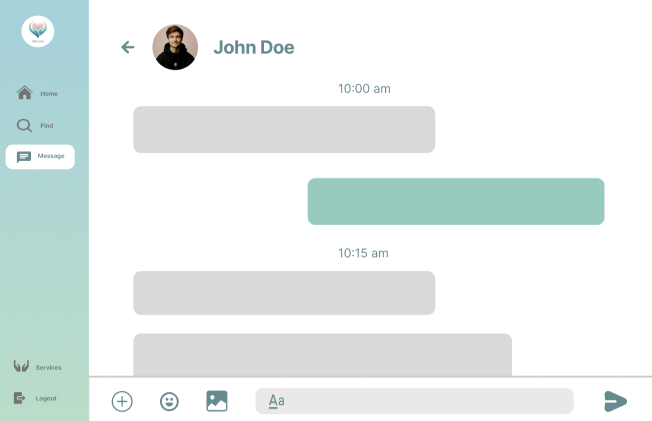 John Doe
10:00 am
Home
Find
Message
10:15 am
Services
Logout
Aa